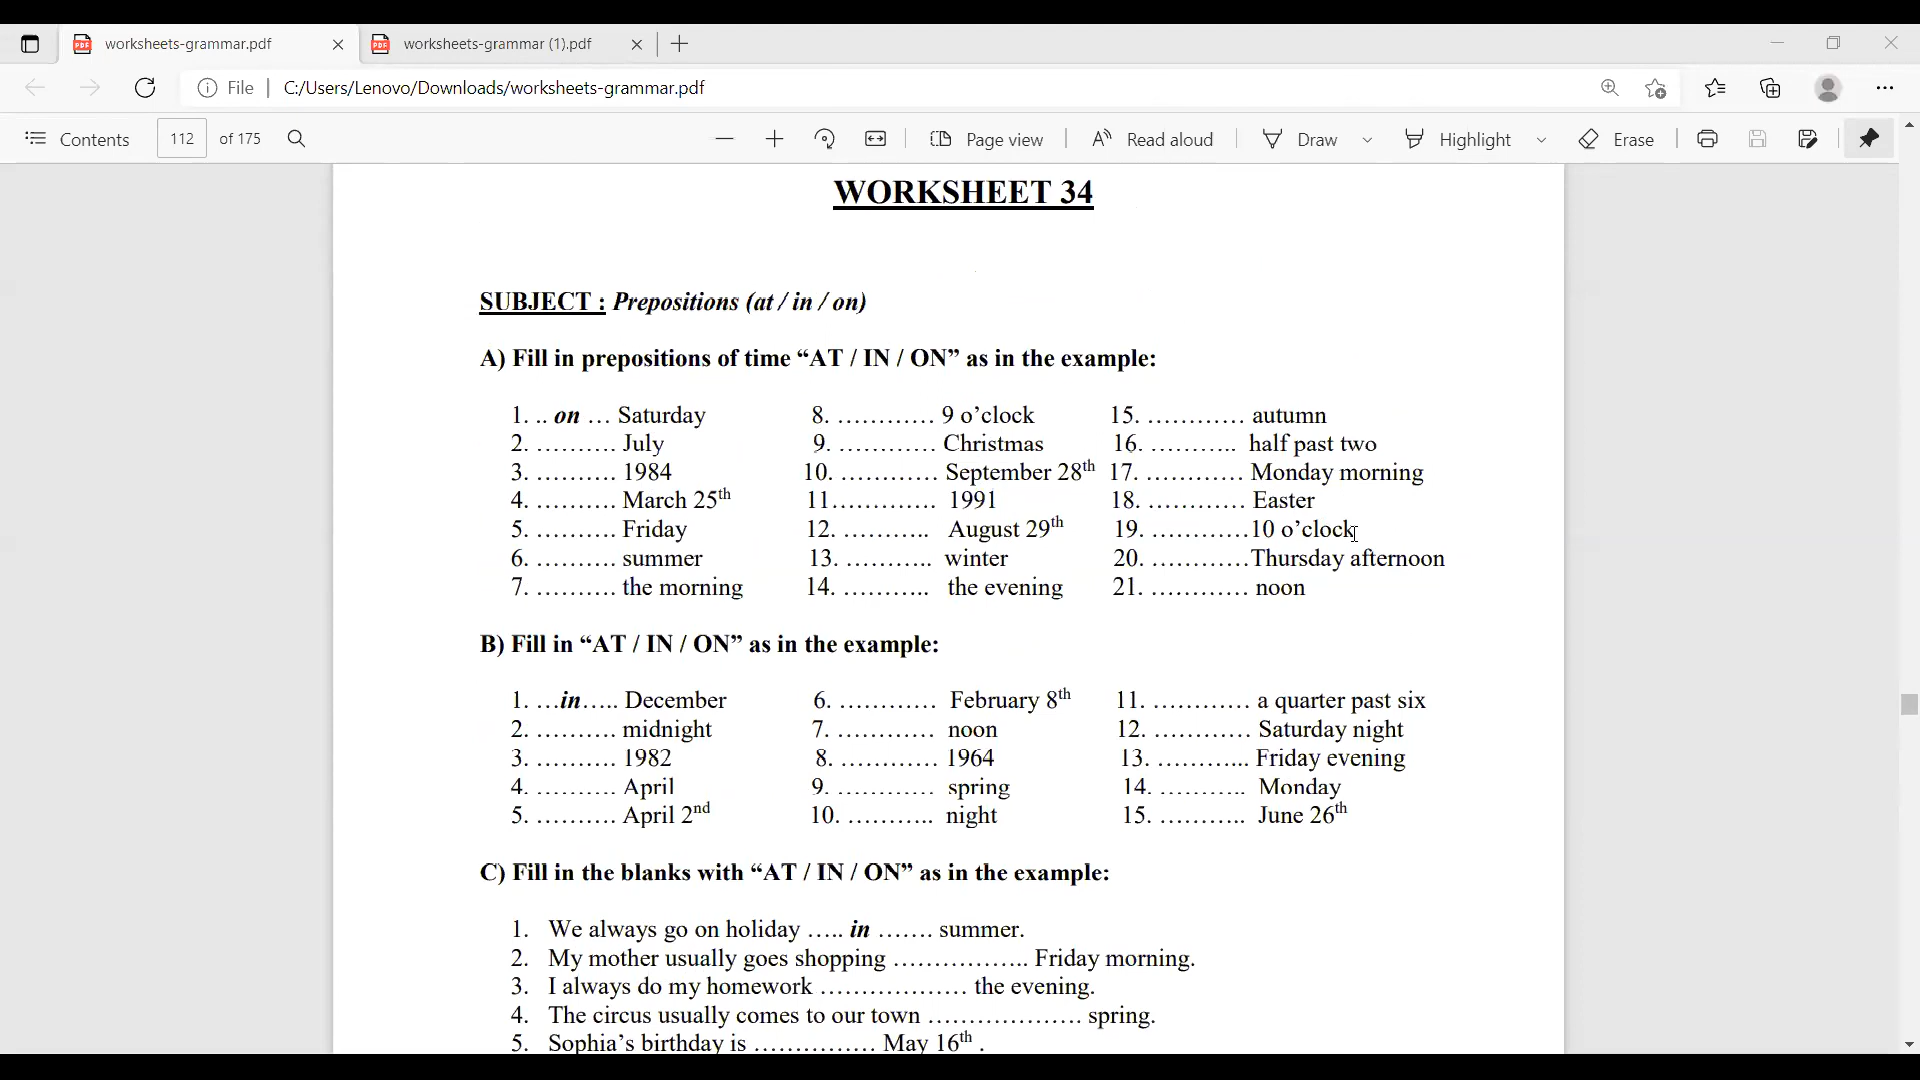 worksheets-grammar.pdf
worksheets-grammar (1).pdf
File C:/Users/Lenovo/Downloads/worksheets-grammar.pdf
Contents 112 of 175 Page view Read aloud Draw Highlight Erase
WORKSHEET 34
SUBJECT : Prepositions (at / in / on)
A) Fill in prepositions of time “AT / IN / ON” as in the example:
1. .. on … Saturday 8. ………… 9 o’clock 15. ………… autumn
2. ………. July 9. ………… Christmas 16. ……….. half past two
3. ………. 1984 10. ………… September 28th 17. ………… Monday morning
4. ………. March 25th 11…………. 1991 18. ………… Easter
5. ………. Friday 12. ……….. August 29th 19. …………10 o’clock
6. ………. summer 13. ……….. winter 20. …………Thursday afternoon
7. ………. the morning 14. ……….. the evening 21. ………… noon
B) Fill in “AT / IN / ON” as in the example:
1. …in….. December 6. ………… February 8th 11. ………… a quarter past six
2. ………. midnight 7. ………… noon 12. ………… Saturday night
3. ………. 1982 8. ………… 1964 13. ………... Friday evening
4. ………. April 9. ………… spring 14. ……….. Monday
5. ………. April 2nd 10. ……….. night 15. ……….. June 26th
C) Fill in the blanks with “AT / IN / ON” as in the example:
1. We always go on holiday ….. in ……. summer.
2. My mother usually goes shopping …………….. Friday morning.
3. I always do my homework ……………… the evening.
4. The circus usually comes to our town ………………. spring.
5. Sophia’s birthday is …………… May 16th .